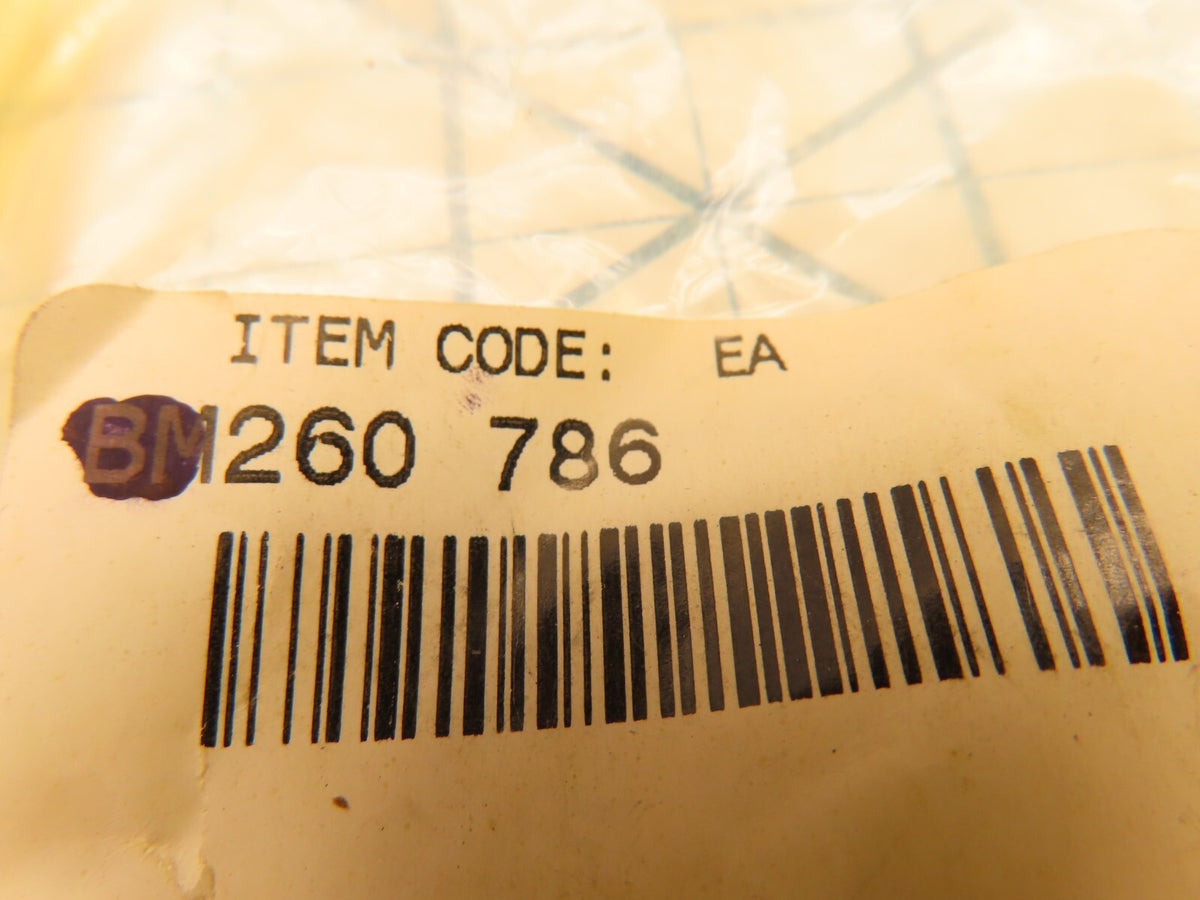 ITEM CODE: EA
BM260 786